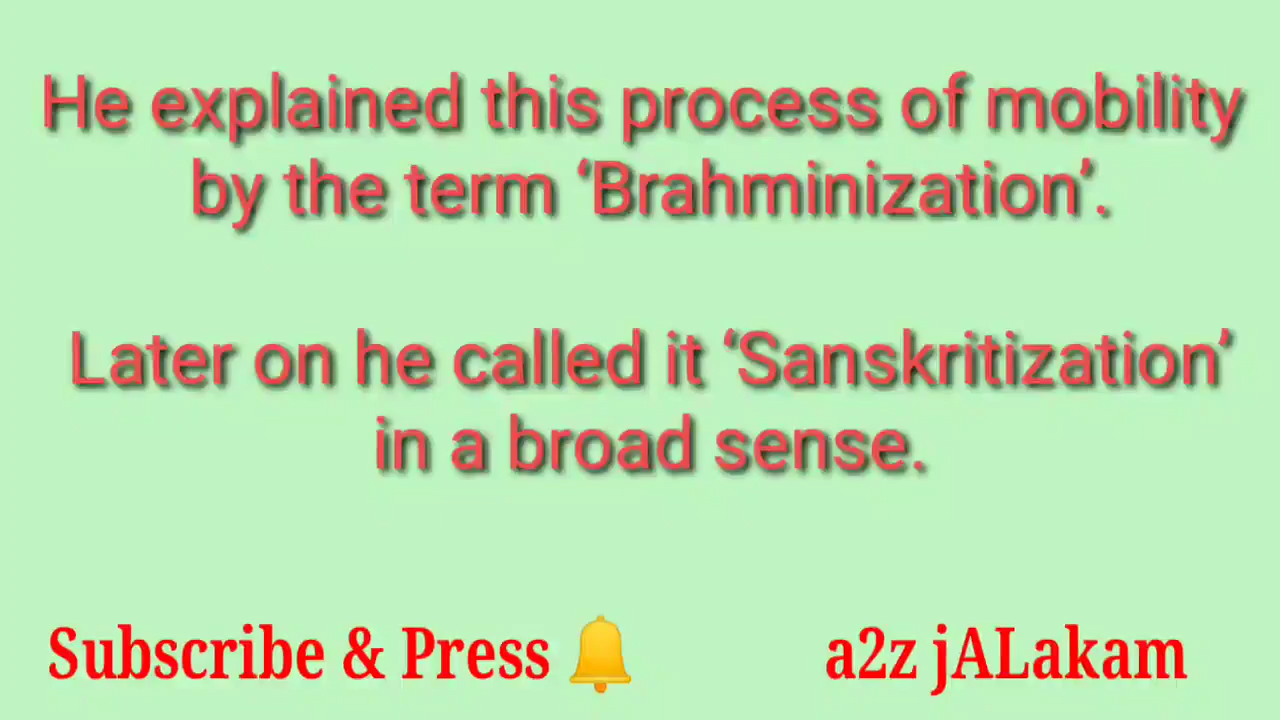 He explained this process of mobility
by the term ‘Brahminization’.
Later on he called it ‘Sanskritization’
in a broad sense.
Subscribe & Press 🔔 a2z jALakam